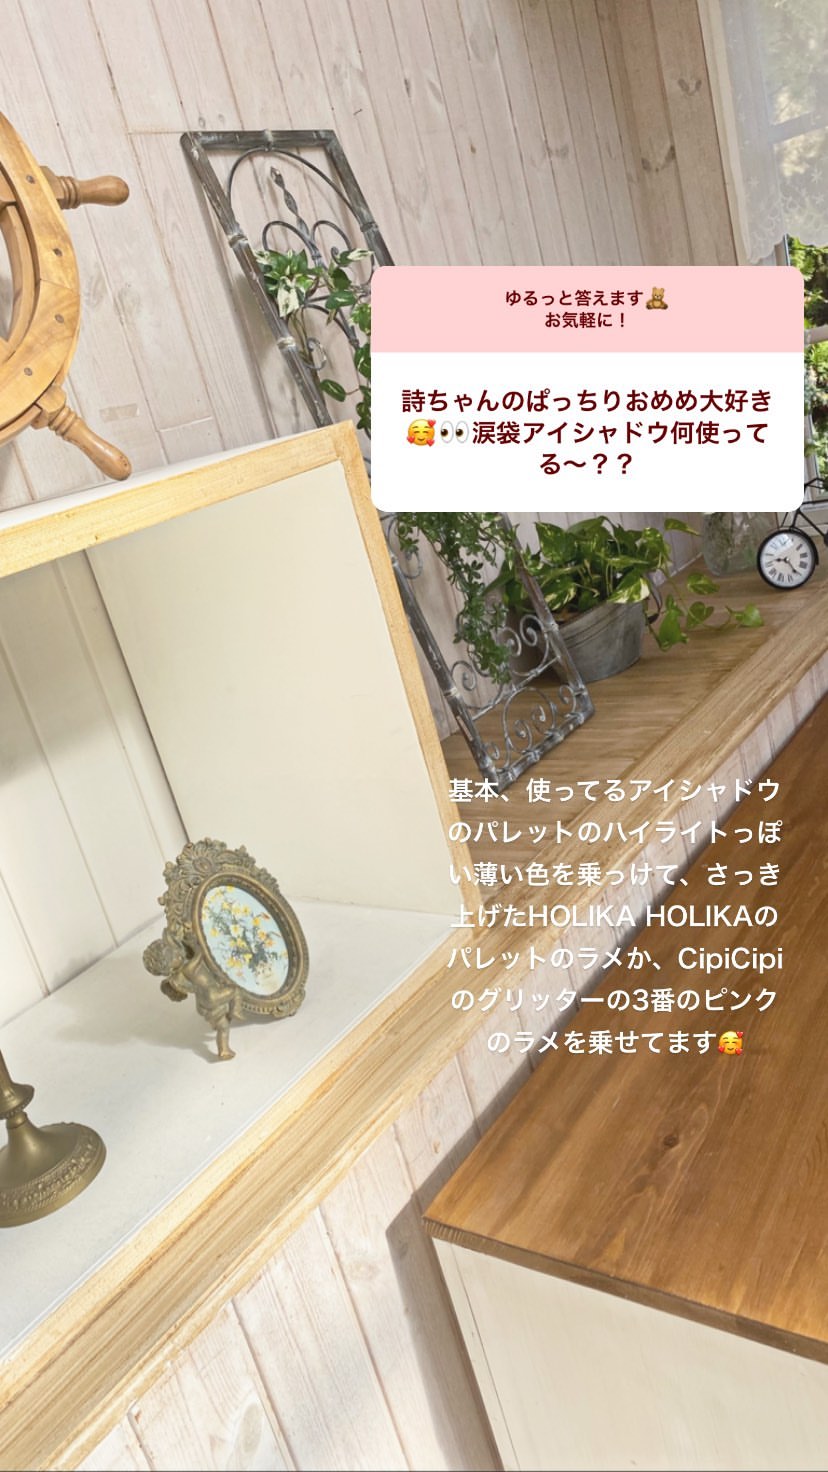 ゆるっと答えます🧸
お気軽に！
詩ちゃんのぱっちりおめめ大好き
🥰👀涙袋アイシャドウ何使って
る〜？？
基本、使ってるアイシャドウ
のパレットのハイライトっぽ
い薄い色を乗っけて、さっき
上げたHOLIKA HOLIKAの
パレットのラメか、CipiCipi
のグリッターの3番のピンク
のラメを乗せてます🥰